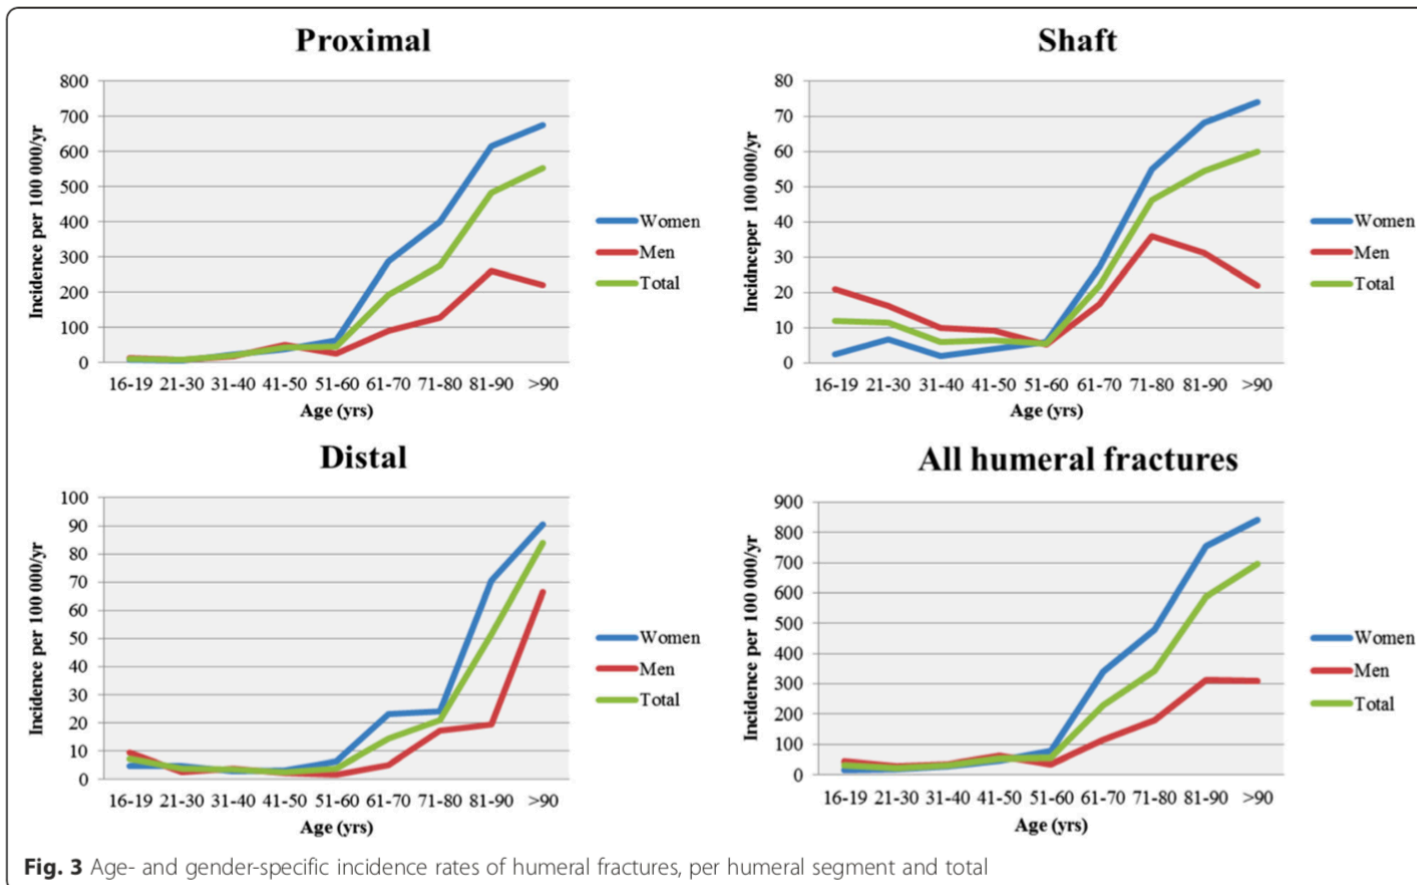 Proximal
800
700
600
500
400
300
200
100
0
Incidence per 100 000/yr
16-19 21-30 31-40 41-50 51-60 61-70 71-80 81-90 >90
Age (yrs)
Women
Men
Total
Shaft
80
70
60
50
40
30
20
10
0
Incidnceper 100 000/yr
16-19 21-30 31-40 41-50 51-60 61-70 71-80 81-90 >90
Age (yrs)
Women
Men
Total
Distal
100
90
80
70
60
50
40
30
20
10
0
Incidence per 100 000/yr
16-19 21-30 31-40 41-50 51-60 61-70 71-80 81-90 >90
Age (yrs)
Women
Men
Total
All humeral fractures
900
800
700
600
500
400
300
200
100
0
Incidence per 100 000/yr
16-19 21-30 31-40 41-50 51-60 61-70 71-80 81-90 >90
Age (yrs)
Women
Men
Total
Fig. 3 Age- and gender-specific incidence rates of humeral fractures, per humeral segment and total